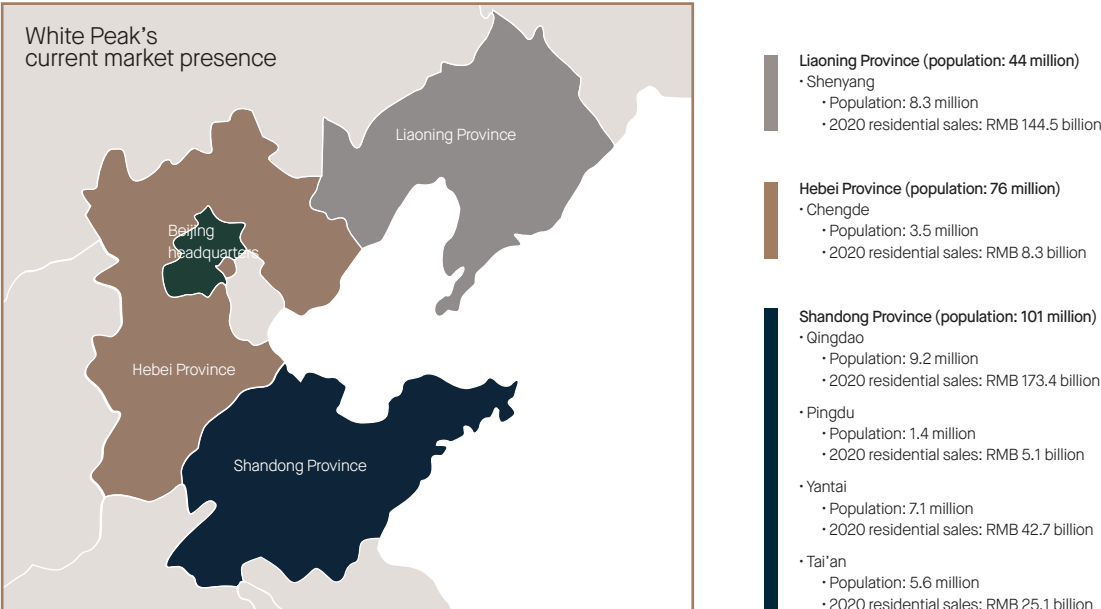 White Peak's
current market presence
Liaoning Province
Beijing
headquarters
Hebei Province
Shandong Province
Liaoning Province (population: 44 million)
• Shenyang
• Population: 8.3 million
• 2020 residential sales: RMB 144.5 billion
Hebei Province (population: 76 million)
• Chengde
• Population: 3.5 million
• 2020 residential sales: RMB 8.3 billion
Shandong Province (population: 101 million)
• Qingdao
• Population: 9.2 million
• 2020 residential sales: RMB 173.4 billion
• Pingdu
• Population: 1.4 million
• 2020 residential sales: RMB 5.1 billion
• Yantai
• Population: 7.1 million
• 2020 residential sales: RMB 42.7 billion
• Tai'an
• Population: 5.6 million
• 2020 residential sales: RMB 25.1 billion